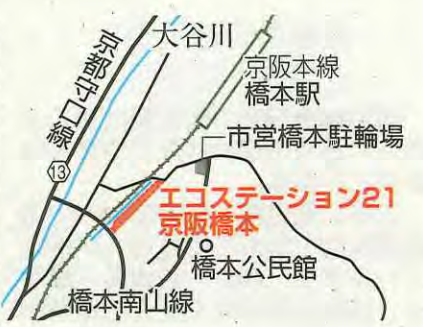 大谷川
京都守口線
13
京阪本線
橋本駅
市営橋本駐輪場
エコステーション21
京阪橋本
橋本公民館
橋本南山線